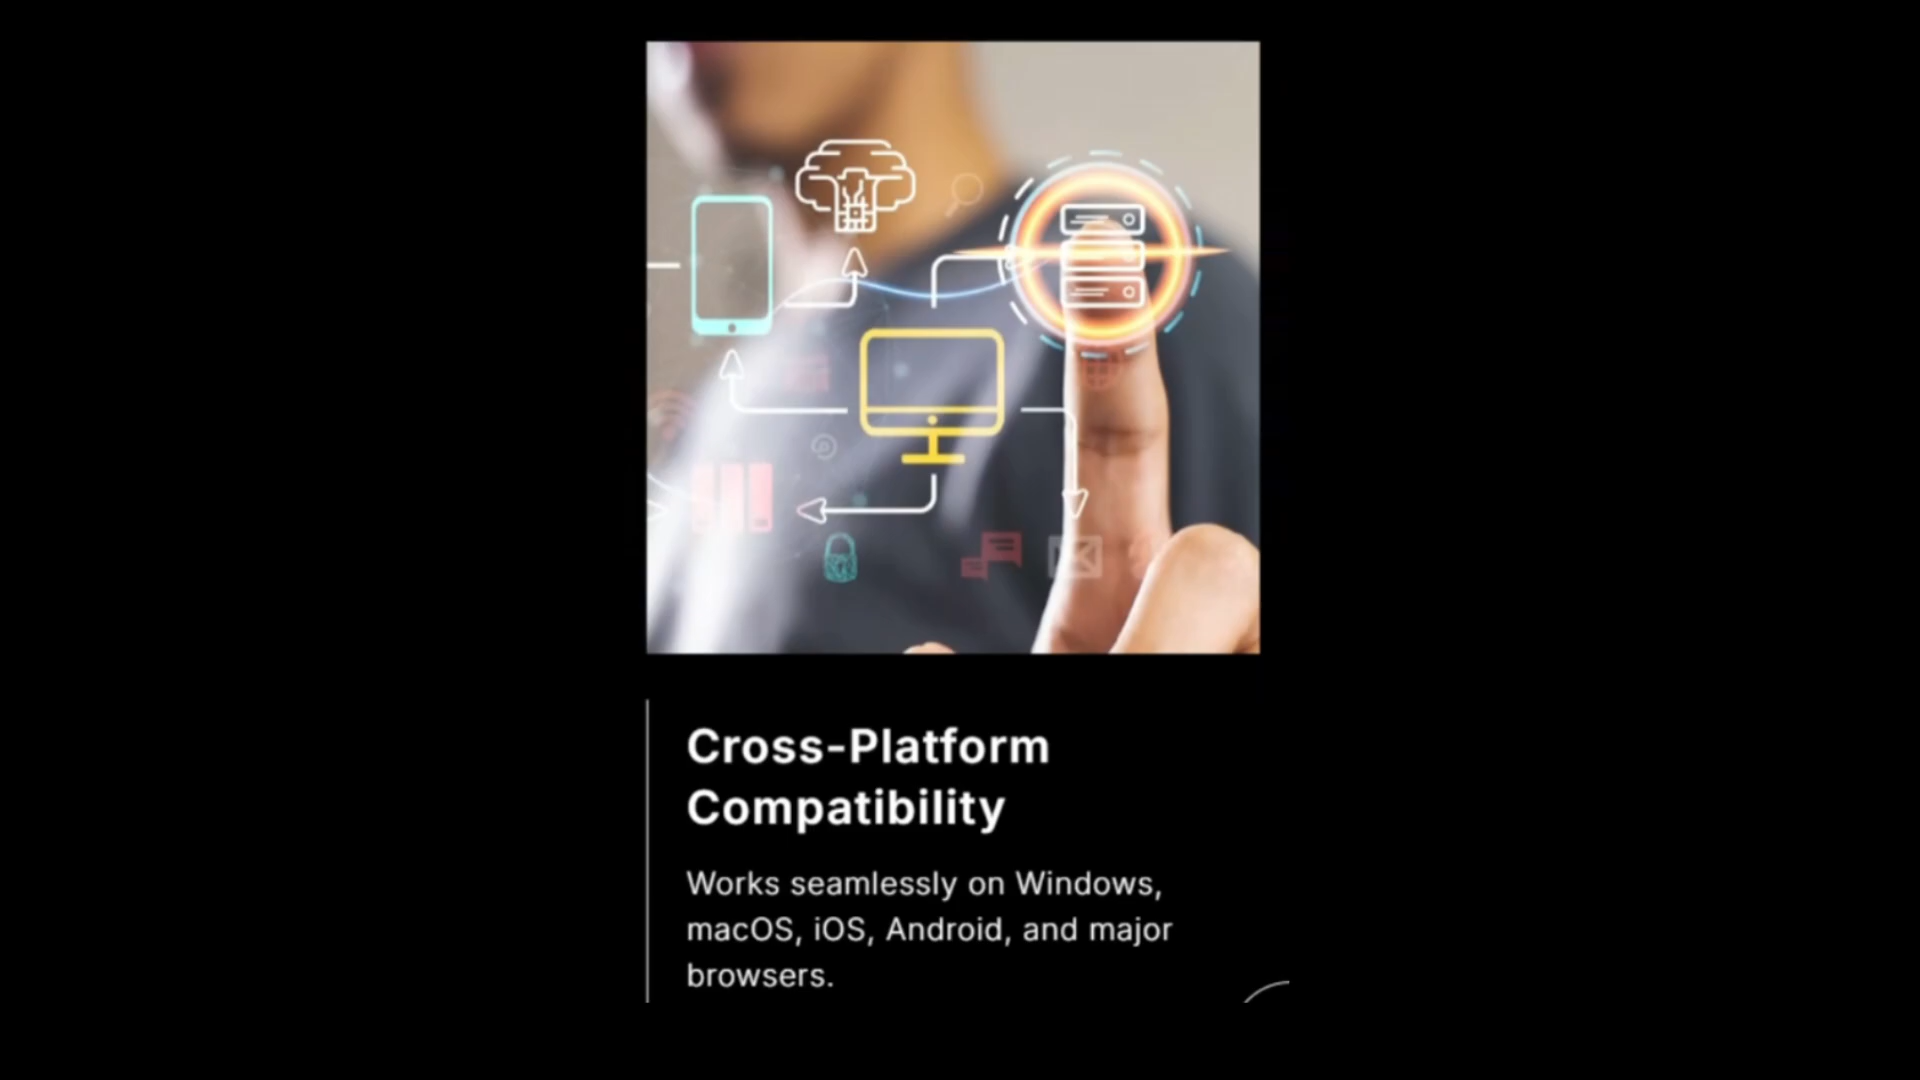 Cross-Platform
Compatibility
Works seamlessly on Windows,
macOS, iOS, Android, and major
browsers.